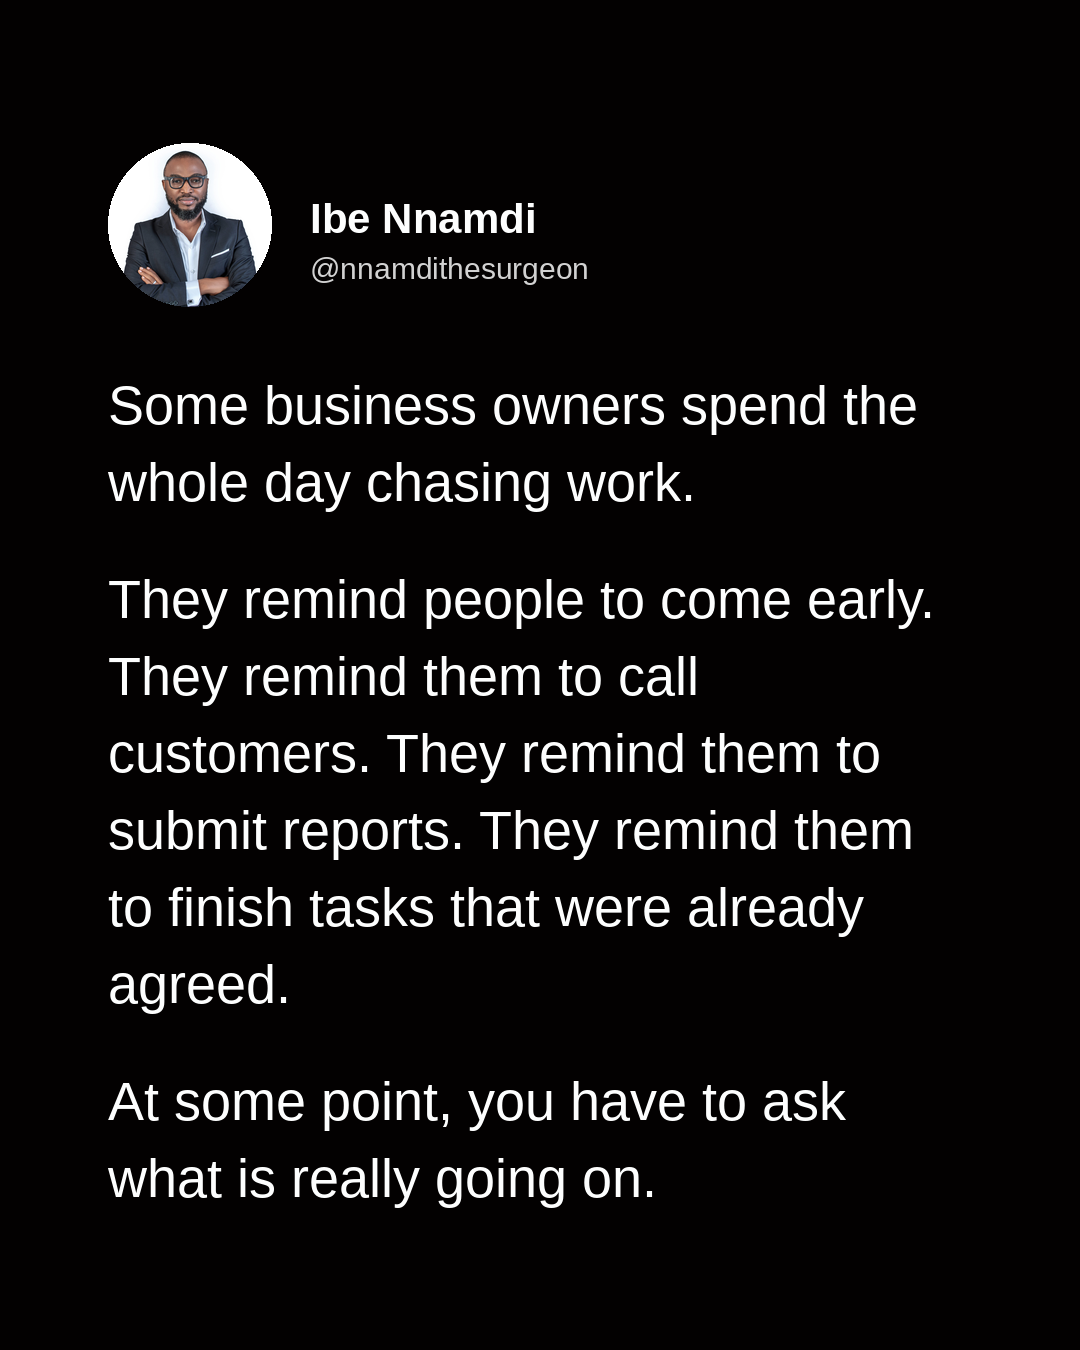 Ibe Nnamdi
@nnamdithesurgeon
Some business owners spend the
whole day chasing work.
They remind people to come early.
They remind them to call
customers. They remind them to
submit reports. They remind them
to finish tasks that were already
agreed.
At some point, you have to ask
what is really going on.